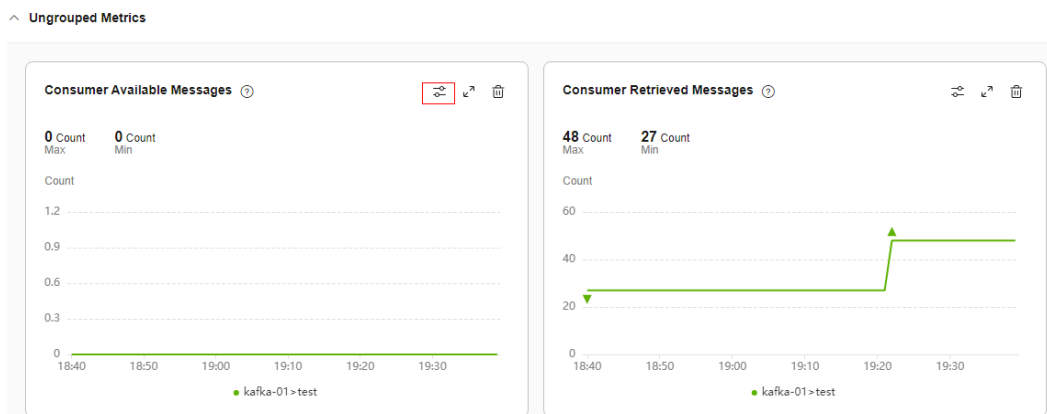 Ungrouped Metrics
Consumer Available Messages ?
0 Count 0 Count
Max Min
Count
1.2
0.9
0.6
0.3
0
18:40 18:50 19:00 19:10 19:20 19:30
kafka-01>test
Consumer Retrieved Messages ?
48 Count 27 Count
Max Min
Count
60
40
20
0
18:40 18:50 19:00 19:10 19:20 19:30
kafka-01>test